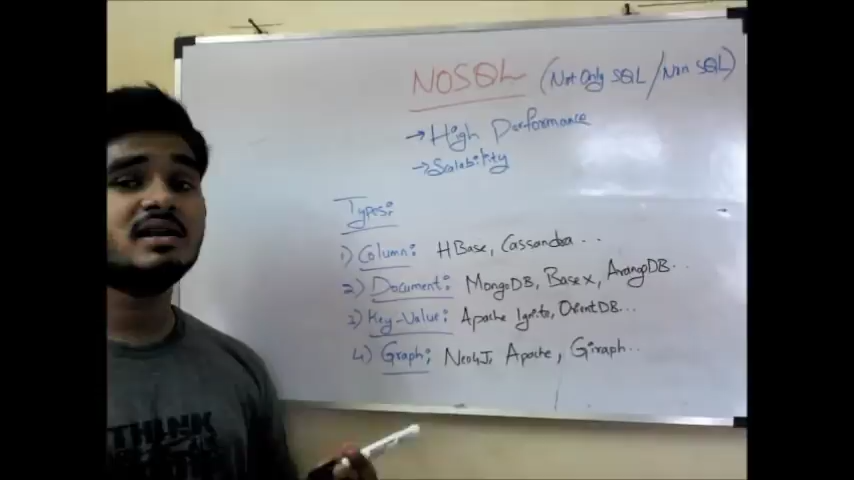 NOSQL (Not Only SQL / Non SQL)
→ High Performance
→ Scalability
Types:
1) Column: HBase, Cassandra...
2) Document: MongoDB, BaseX, ArangoDB...
3) Key-Value: Apache Ignite, OrientDB...
4) Graph: Neo4J, Apache, Giraph...
THINK